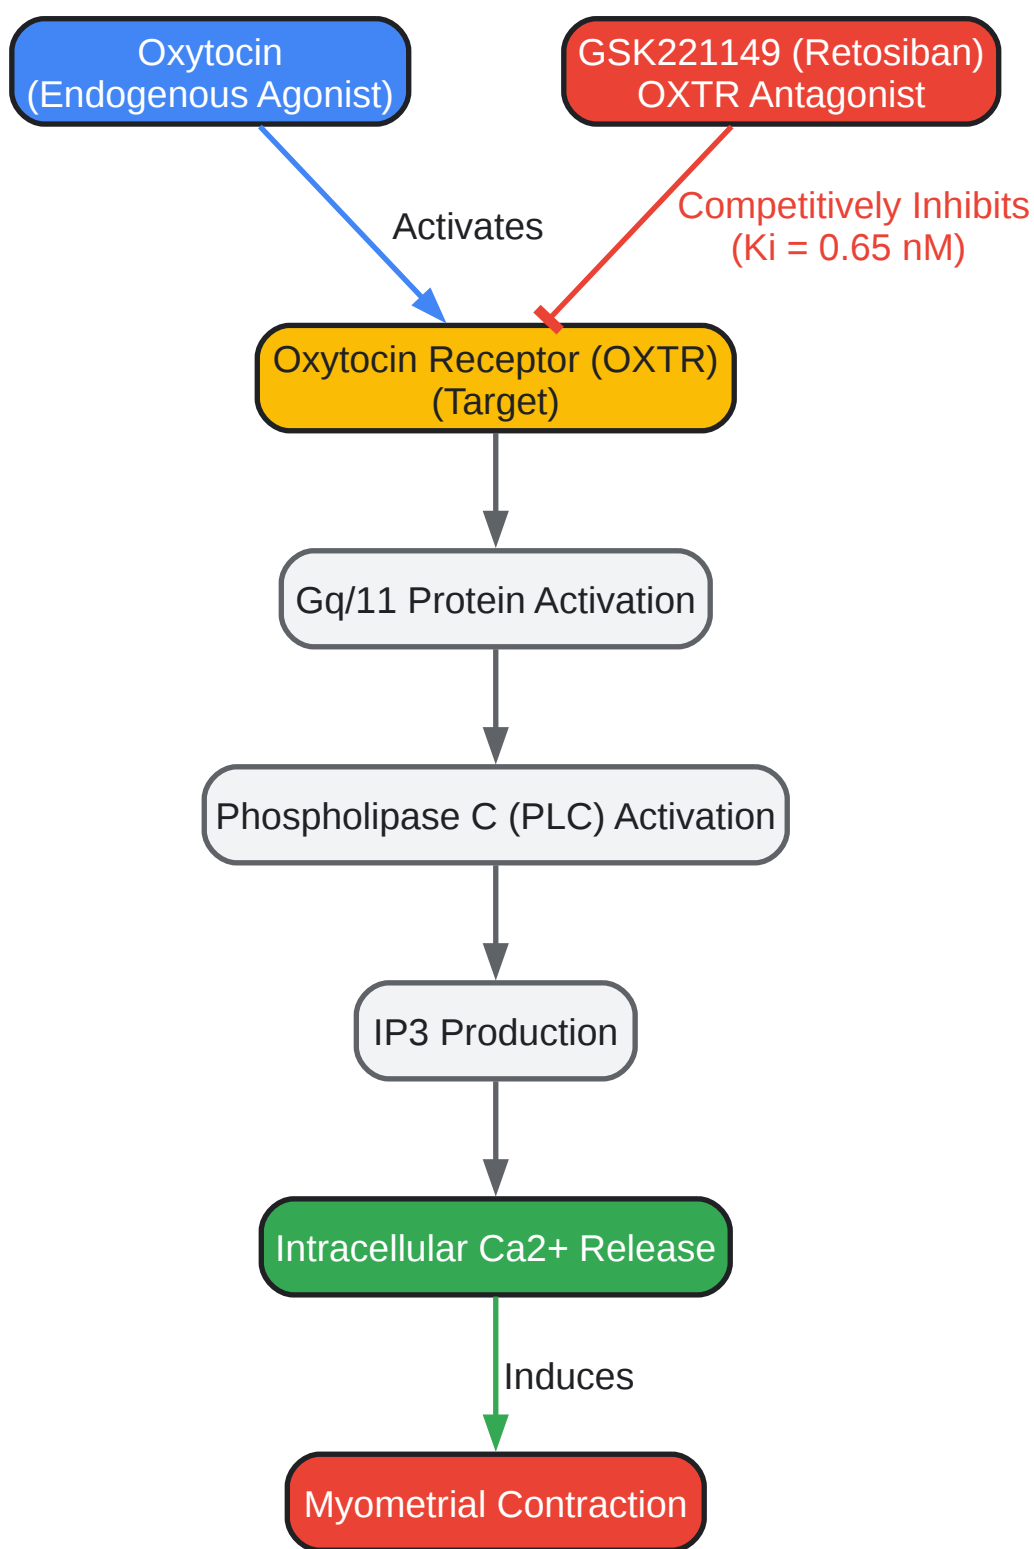 Oxytocin
(Endogenous Agonist)
GSK221149 (Retosiban)
OXTR Antagonist
Activates
Competitively Inhibits
(Ki = 0.65 nM)
Oxytocin Receptor (OXTR)
(Target)
Gq/11 Protein Activation
Phospholipase C (PLC) Activation
IP3 Production
Intracellular Ca2+ Release
Induces
Myometrial Contraction